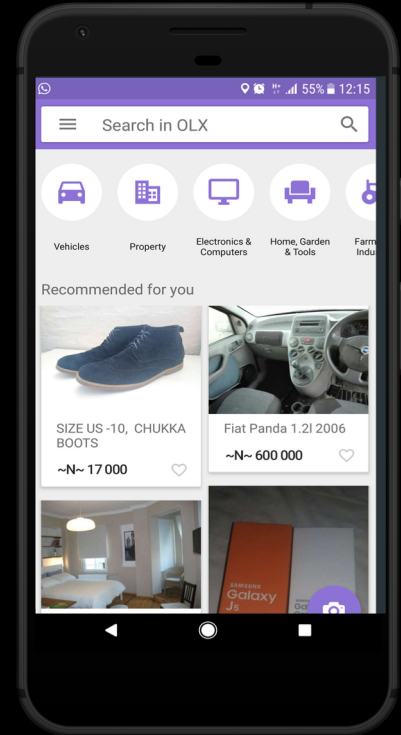 55% 12:15
Search in OLX
Vehicles
Property
Electronics &
Computers
Home, Garden
& Tools
Farm
Indu
Recommended for you
SIZE US -10, CHUKKA
BOOTS
~N~ 17 000
Fiat Panda 1.2l 2006
~N~ 600 000
SAMSUNG
Galaxy
J5